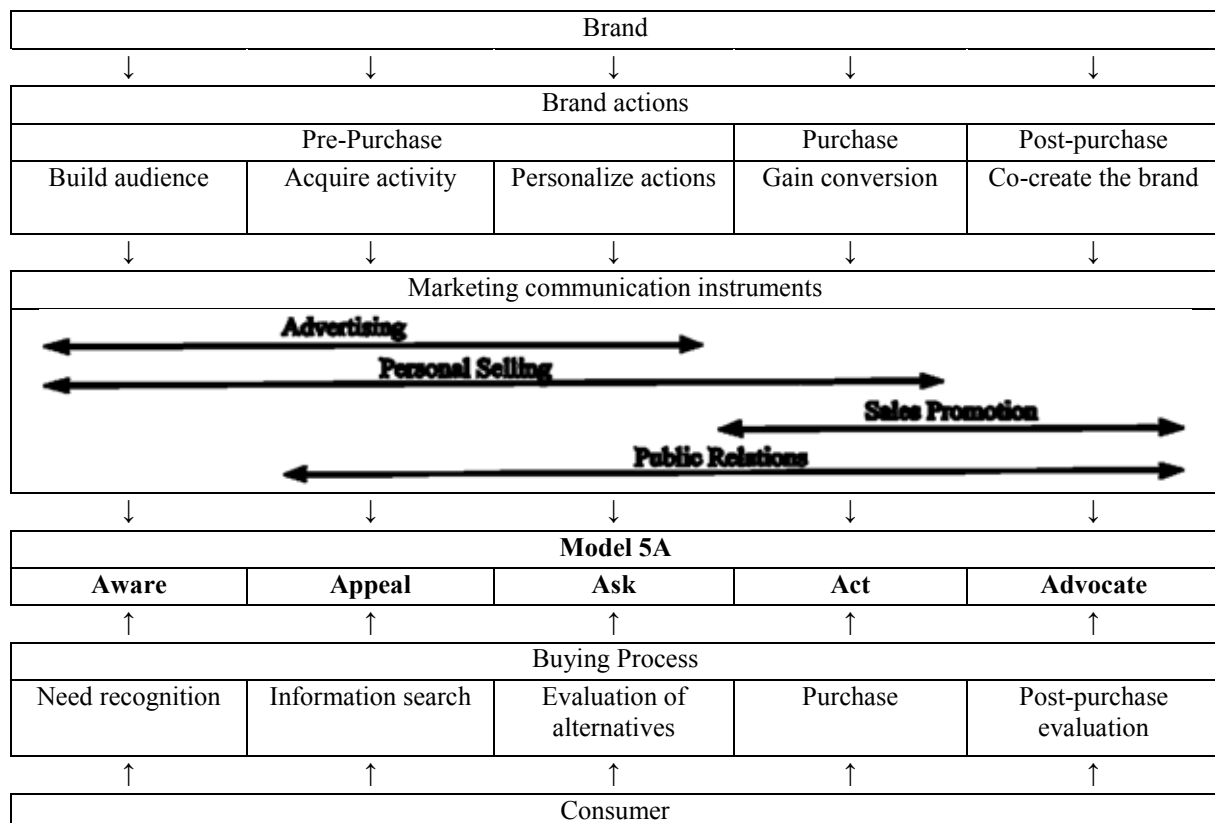 Brand
↓ ↓ ↓ ↓ ↓
Brand actions
Pre-Purchase Purchase Post-purchase
Build audience Acquire activity Personalize actions Gain conversion Co-create the brand
↓ ↓ ↓ ↓ ↓
Marketing communication instruments
Advertising
Personal Selling
Sales Promotion
Public Relations
↓ ↓ ↓ ↓ ↓
Model 5A
Aware Appeal Ask Act Advocate
↑ ↑ ↑ ↑ ↑
Buying Process
Need recognition Information search Evaluation of alternatives Purchase Post-purchase evaluation
↑ ↑ ↑ ↑ ↑
Consumer